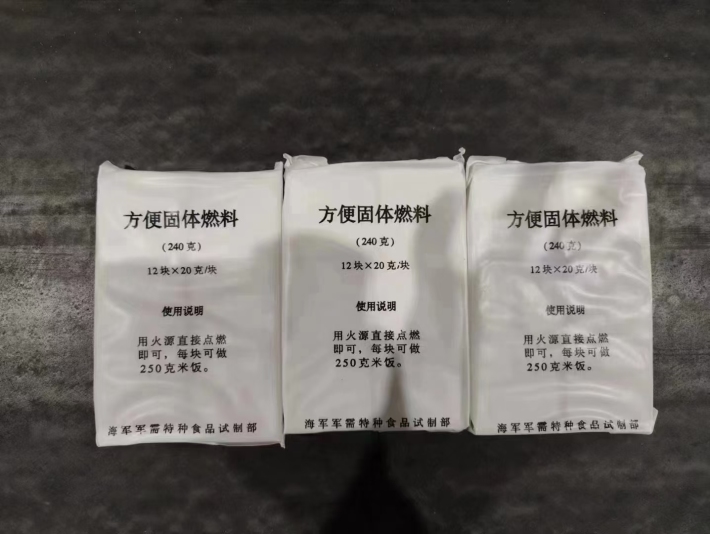 方便固体燃料
(240克)
12块×20克/块
使用说明
用火源直接点燃
即可，每块可做
250克米饭。
海军军需特种食品试制部
方便固体燃料
(240克)
12块×20克/块
使用说明
用火源直接点燃
即可，每块可做
250克米饭。
海军军需特种食品试制部
方便固体燃料
(240克)
12块×20克/块
使用说明
用火源直接点燃
即可，每块可做
250克米饭。
海军军需特种食品试制部